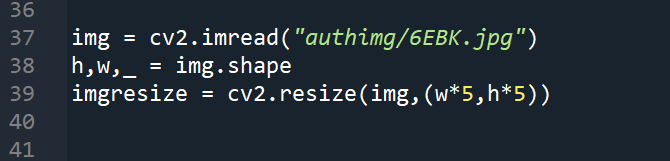 36
37 img = cv2.imread("authimg/6EBK.jpg")
38 h,w,_ = img.shape
39 imgresize = cv2.resize(img,(w*5,h*5))
40
41